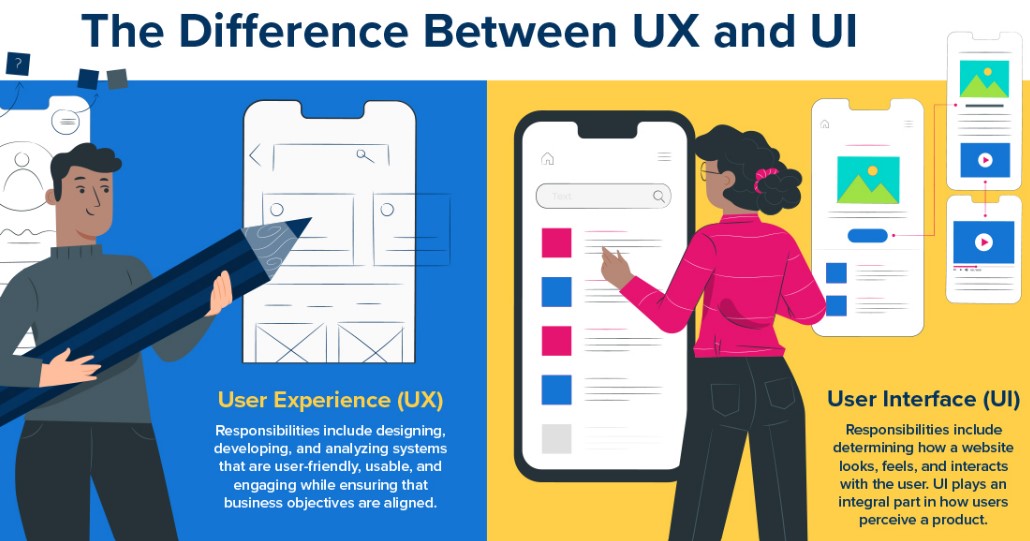 The Difference Between UX and UI
?
Text
User Experience (UX)
Responsibilities include designing,
developing, and analyzing systems
that are user-friendly, usable, and
engaging while ensuring that
business objectives are aligned.
User Interface (UI)
Responsibilities include
determining how a website
looks, feels, and interacts
with the user. UI plays an
integral part in how users
perceive a product.